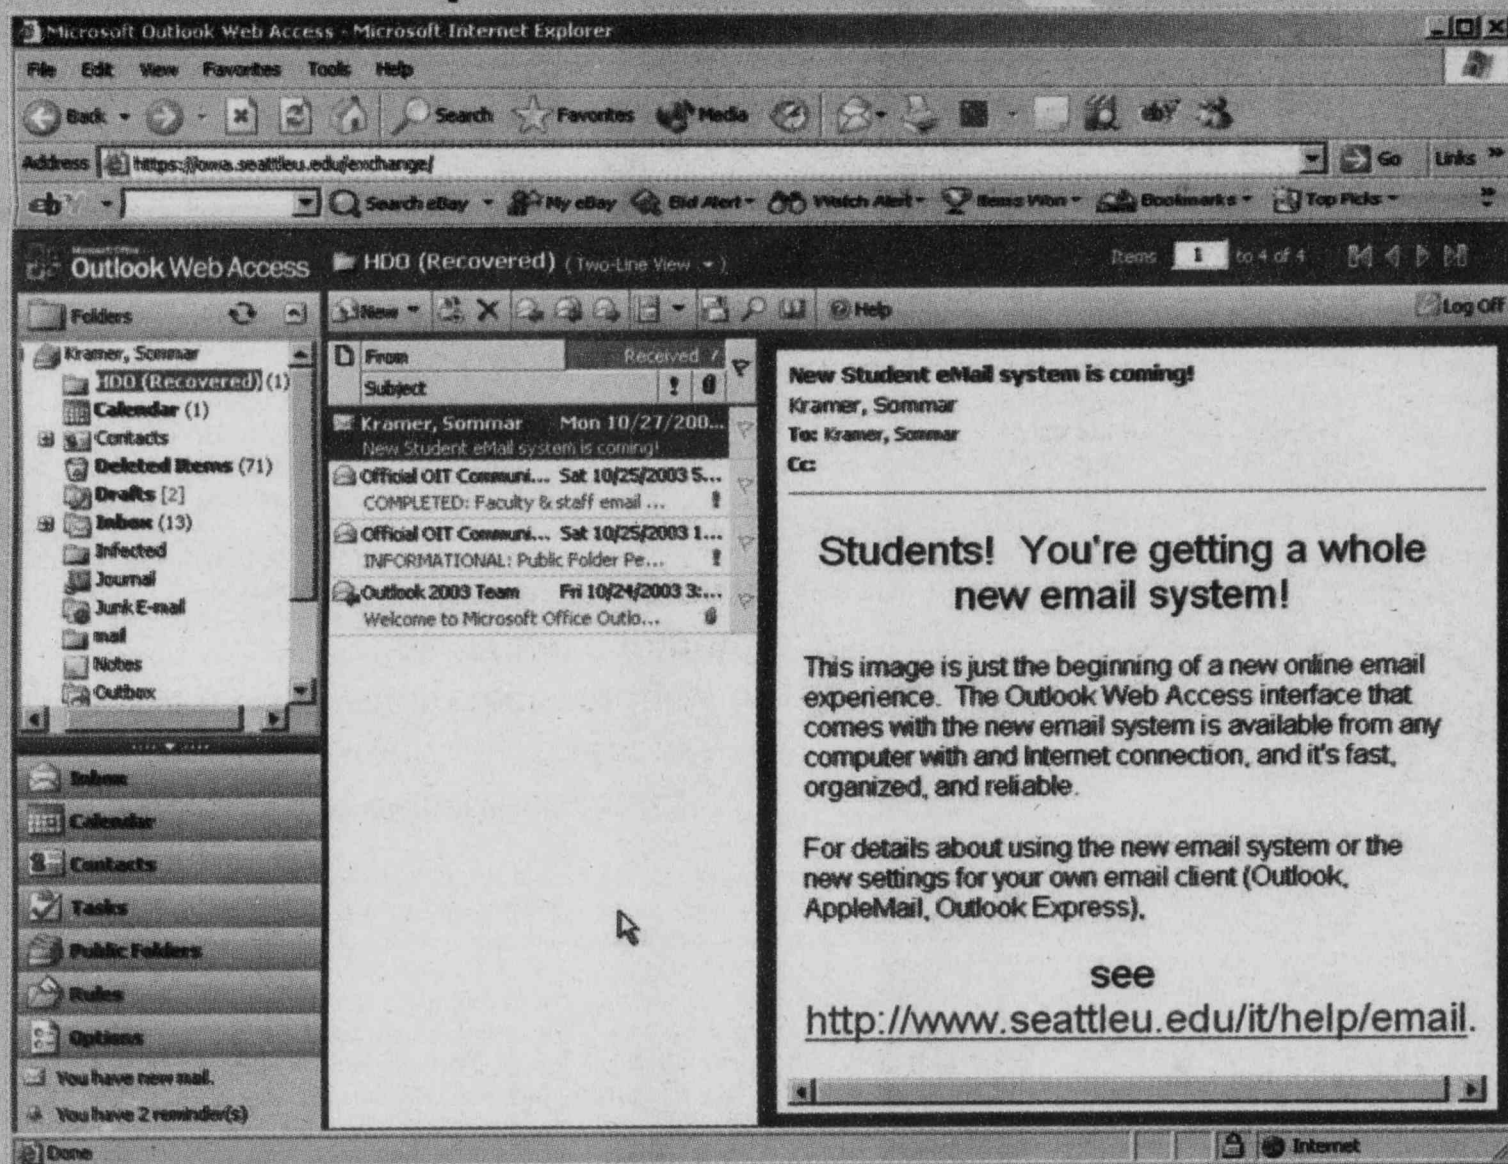 Microsoft Outlook Web Access - Microsoft Internet Explorer
File Edit View Favorites Tools Help
Back Search Favorites Media
Address https://owa.seattleu.edu/exchange/ Go Links »
ebY Search eBay My eBay Bid Alert Watch Alert Items Won Bookmarks Top Picks »
Microsoft Office
Outlook Web Access HDO (Recovered) (Two-Line View) Items 1 to 4 of 4
Folders New Help Log Off
Kramer, Sommar
HDO (Recovered) (1)
Calendar (1)
Contacts
Deleted Items (71)
Drafts [2]
Inbox (13)
Infected
Journal
Junk E-mail
mail
Notes
Outbox
Inbox
Calendar
Contacts
Tasks
Public Folders
Rules
Options
You have new mail.
You have 2 reminder(s)
From Received
Subject !
Kramer, Sommar Mon 10/27/200...
New Student eMail system is coming!
Official OIT Communi... Sat 10/25/2003 5...
COMPLETED: Faculty & staff email ... !
Official OIT Communi... Sat 10/25/2003 1...
INFORMATIONAL: Public Folder Pe... !
Outlook 2003 Team Fri 10/24/2003 3:...
Welcome to Microsoft Office Outlo...
New Student eMail system is coming!
Kramer, Sommar
To: Kramer, Sommar
Cc:
Students! You're getting a whole
new email system!
This image is just the beginning of a new online email
experience. The Outlook Web Access interface that
comes with the new email system is available from any
computer with and Internet connection, and it's fast,
organized, and reliable.
For details about using the new email system or the
new settings for your own email client (Outlook,
AppleMail, Outlook Express),
see
http://www.seattleu.edu/it/help/email.
Done Internet